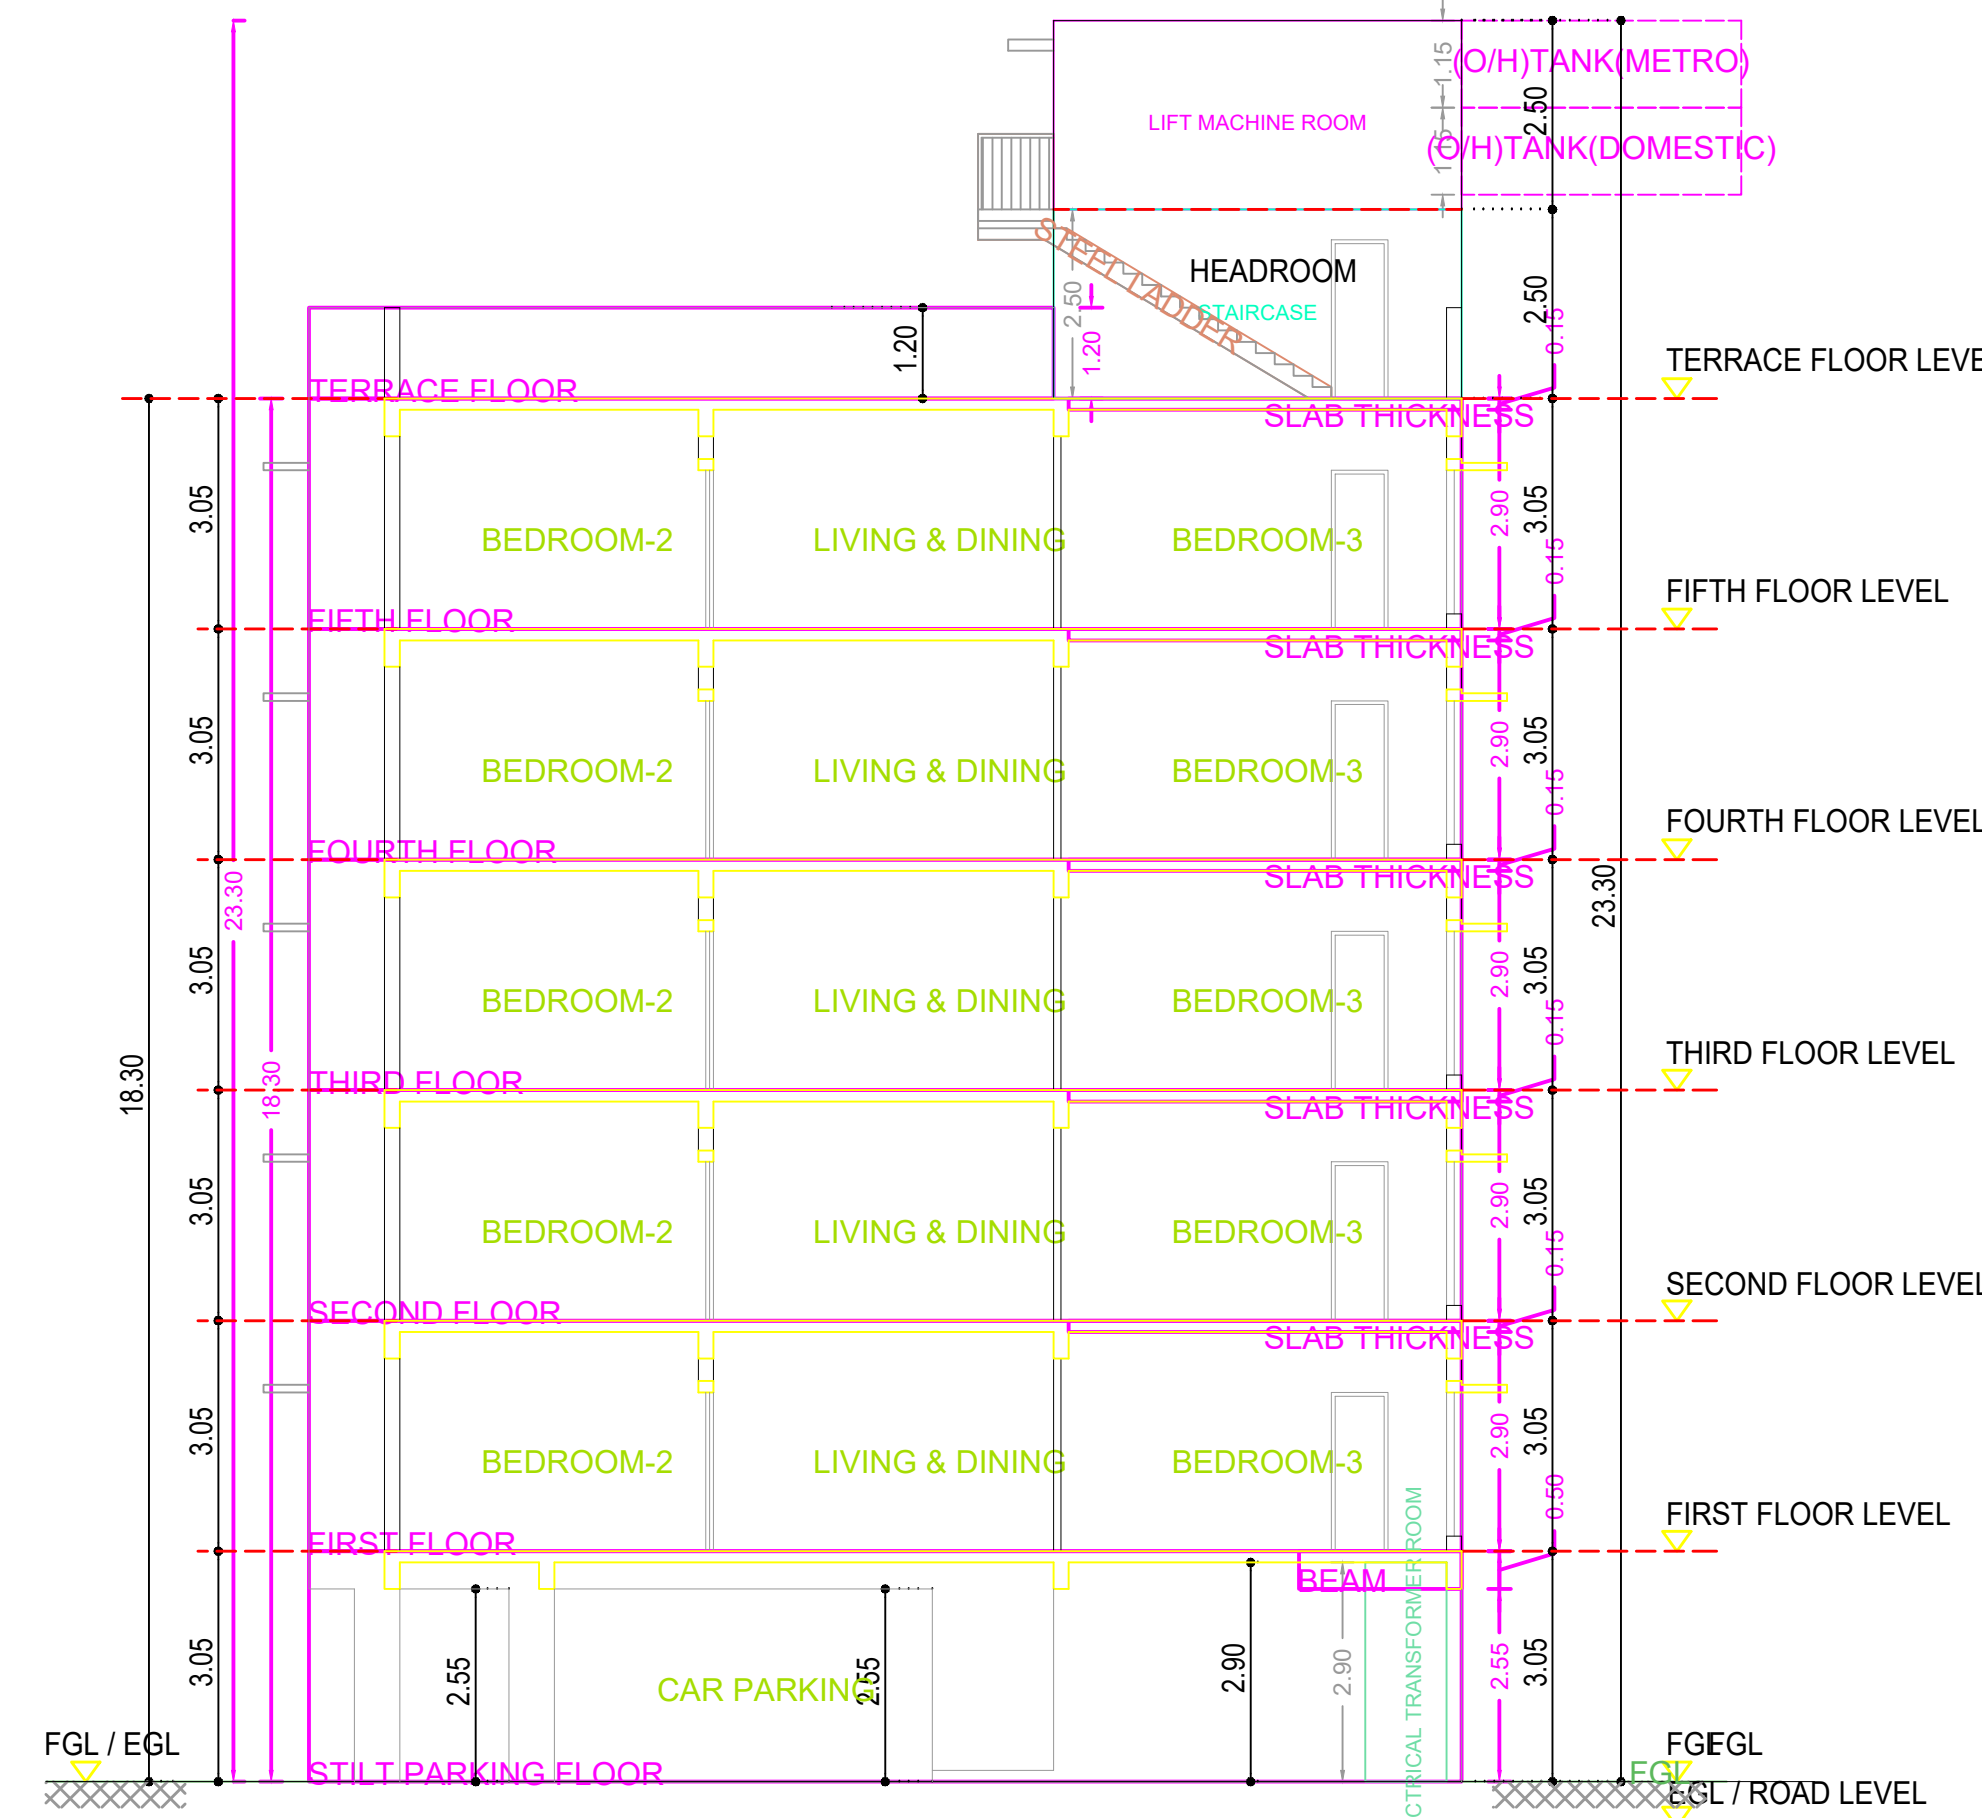 1.15
(O/H)TANK(METRO)
2.50
LIFT MACHINE ROOM
1.15
(O/H)TANK(DOMESTIC)
STEEL LADDER
HEADROOM
STAIRCASE
2.50
2.50
0.15
1.20
1.20
TERRACE FLOOR LEVE
TERRACE FLOOR
SLAB THICKNESS
3.05
2.90
3.05
BEDROOM-2
LIVING & DINING
BEDROOM-3
0.15
FIFTH FLOOR LEVEL
FIFTH FLOOR
SLAB THICKNESS
3.05
2.90
3.05
BEDROOM-2
LIVING & DINING
BEDROOM-3
0.15
FOURTH FLOOR LEVEL
FOURTH FLOOR
SLAB THICKNESS
23.30
23.30
3.05
2.90
3.05
BEDROOM-2
LIVING & DINING
BEDROOM-3
0.15
THIRD FLOOR LEVEL
THIRD FLOOR
SLAB THICKNESS
18.30
18.30
3.05
2.90
3.05
BEDROOM-2
LIVING & DINING
BEDROOM-3
0.15
SECOND FLOOR LEVEL
SECOND FLOOR
SLAB THICKNESS
3.05
2.90
3.05
BEDROOM-2
LIVING & DINING
BEDROOM-3
0.50
FIRST FLOOR LEVEL
FIRST FLOOR
BEAM
CTRICAL TRANSFORMER ROOM
3.05
2.55
CAR PARKING
2.55
2.90
2.90
2.55
3.05
FGL / EGL
STILT PARKING FLOOR
FGL
FGL
FGL
EGL / ROAD LEVEL